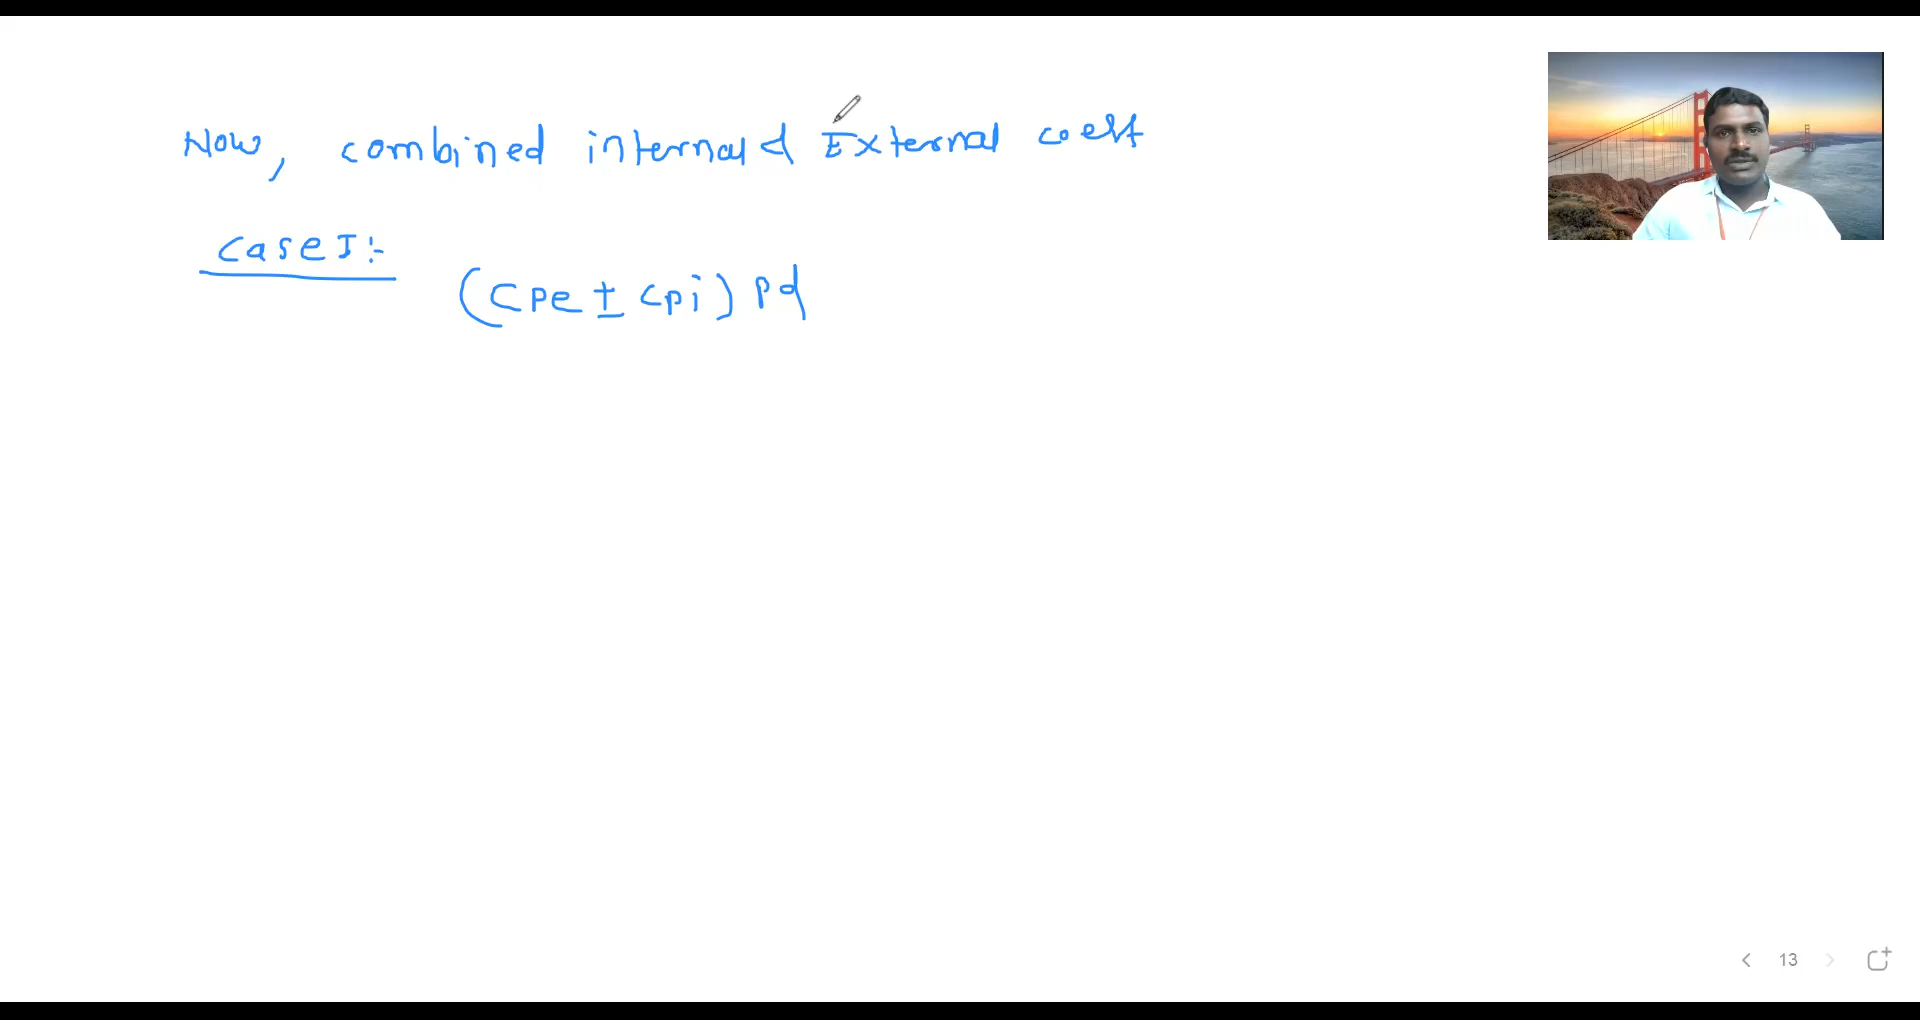 Now, combined internal & External coeff
Case I :-
(Cpe ± Cpi) Pd
13